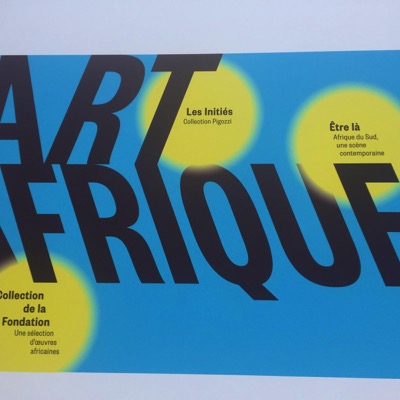 ART
AFRIQUE
Les Initiés
Collection Pigozzi
Être là
Afrique du Sud,
une scène
contemporaine
Collection
de la
Fondation
Une sélection
d'œuvres
africaines